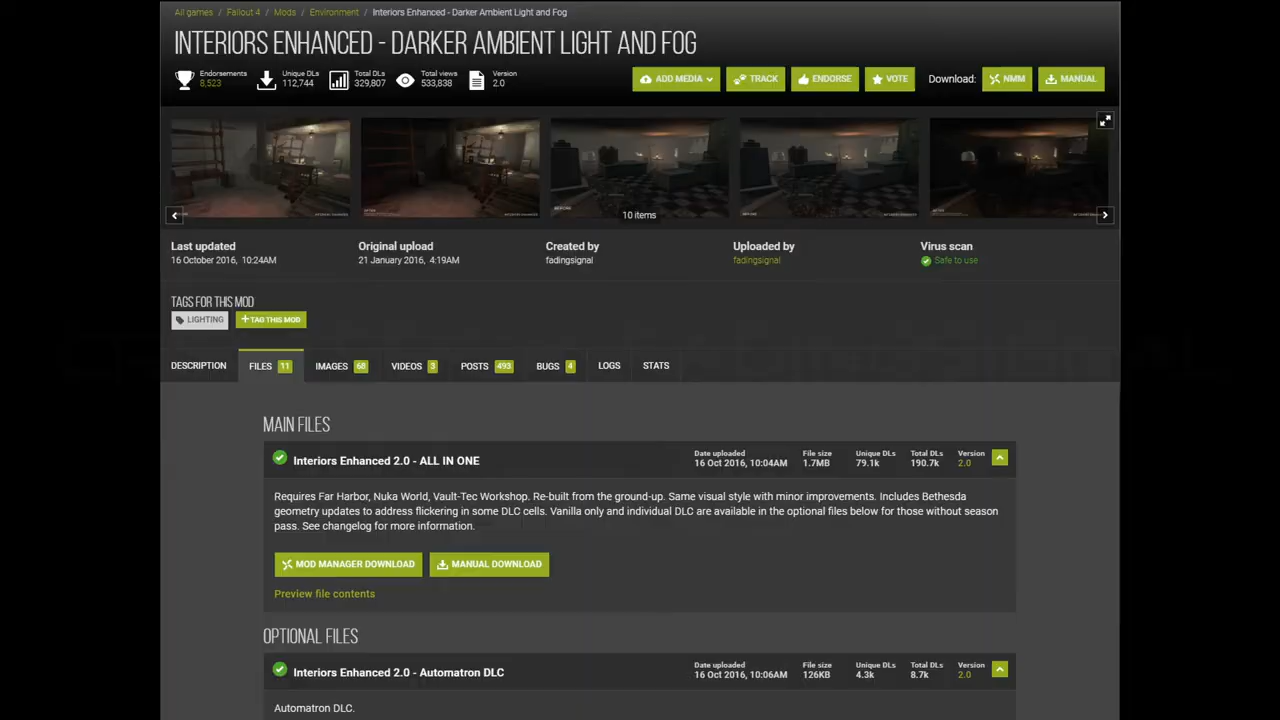 All games / Fallout 4 / Mods / Environment / Interiors Enhanced - Darker Ambient Light and Fog
INTERIORS ENHANCED - DARKER AMBIENT LIGHT AND FOG
Endorsements 8,523 Unique DLs 112,744 Total DLs 329,807 Total views 533,838 Version 2.0 ADD MEDIA TRACK ENDORSE VOTE Download: NMM MANUAL
10 items
Last updated Original upload Created by Uploaded by Virus scan
16 October 2016, 10:24AM 21 January 2016, 4:19AM fadingsignal fadingsignal Safe to use
TAGS FOR THIS MOD
LIGHTING + TAG THIS MOD
DESCRIPTION FILES 11 IMAGES 68 VIDEOS 3 POSTS 493 BUGS 4 LOGS STATS
MAIN FILES
Interiors Enhanced 2.0 - ALL IN ONE Date uploaded 16 Oct 2016, 10:04AM File size 1.7MB Unique DLs 79.1k Total DLs 190.7k Version 2.0
Requires Far Harbor, Nuka World, Vault-Tec Workshop. Re-built from the ground-up. Same visual style with minor improvements. Includes Bethesda
geometry updates to address flickering in some DLC cells. Vanilla only and individual DLC are available in the optional files below for those without season
pass. See changelog for more information.
MOD MANAGER DOWNLOAD MANUAL DOWNLOAD
Preview file contents
OPTIONAL FILES
Interiors Enhanced 2.0 - Automatron DLC Date uploaded 16 Oct 2016, 10:06AM File size 126KB Unique DLs 4.3k Total DLs 8.7k Version 2.0
Automatron DLC.